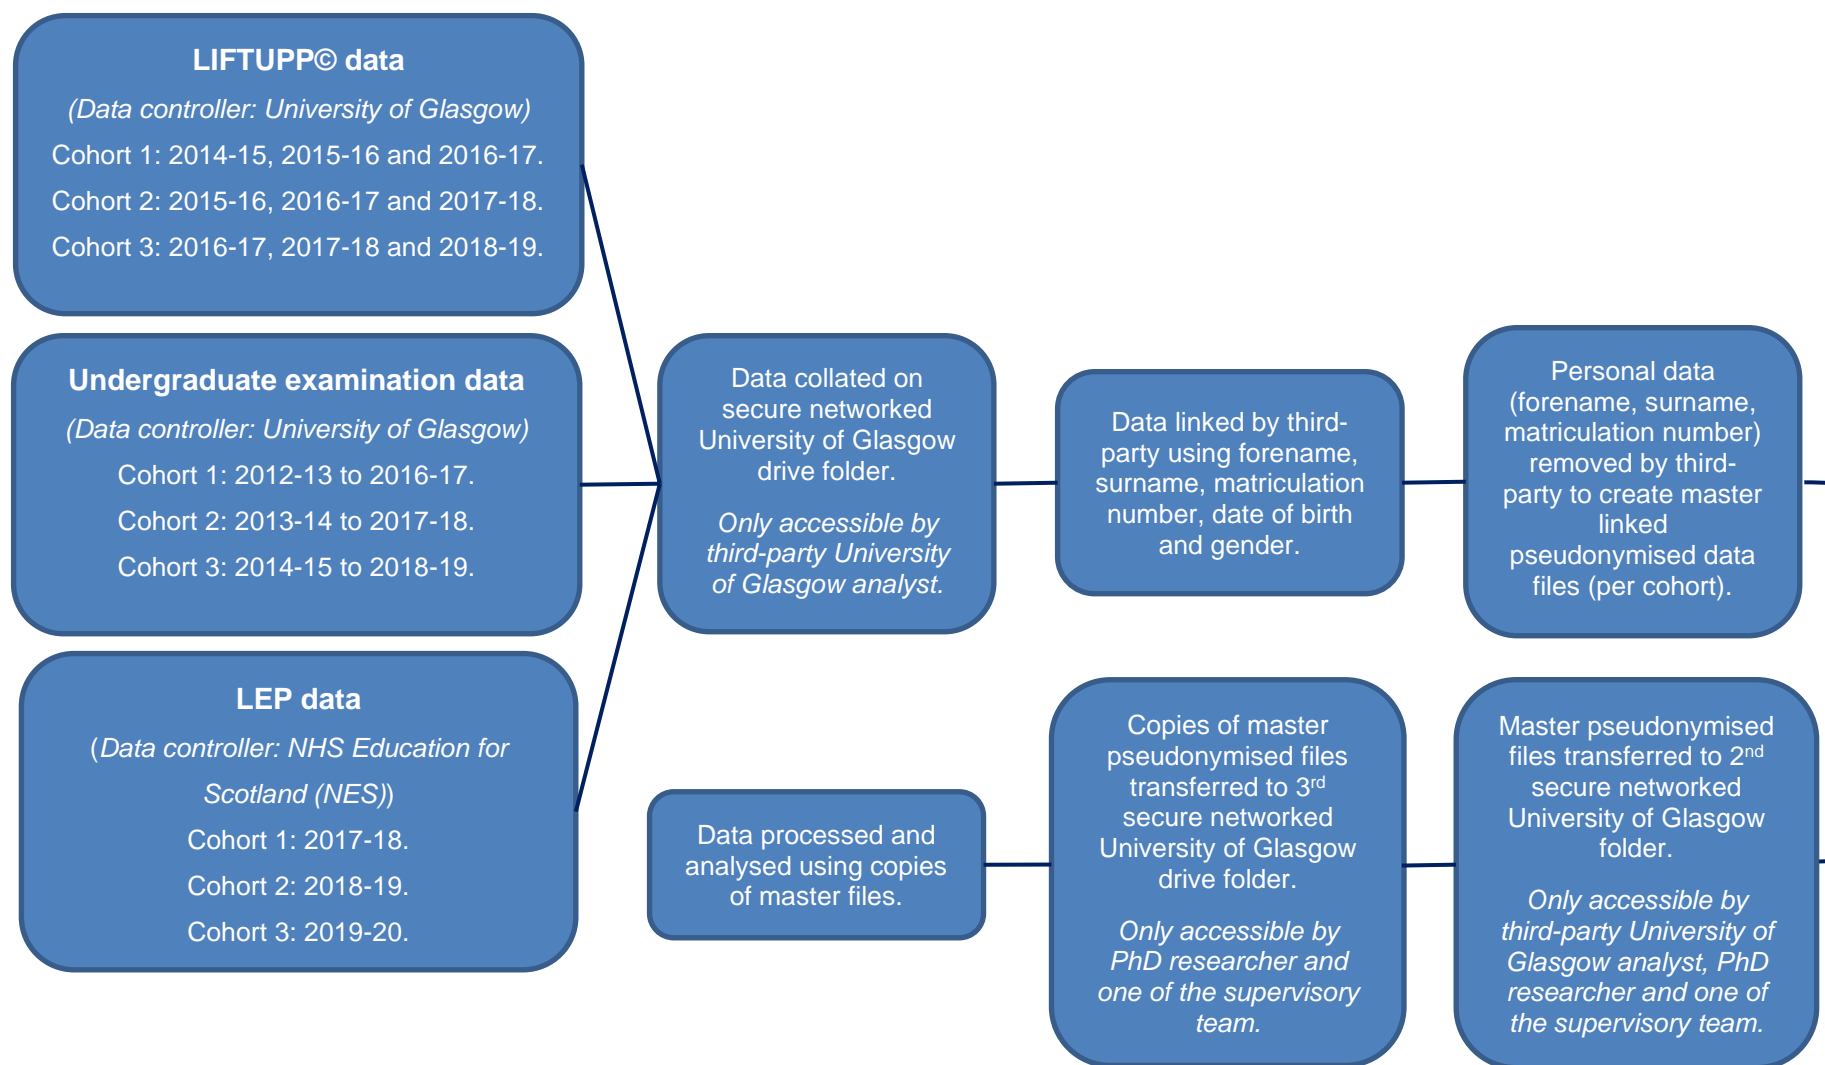 LIFTUPP© data
(Data controller: University of Glasgow)
Cohort 1: 2014-15, 2015-16 and 2016-17.
Cohort 2: 2015-16, 2016-17 and 2017-18.
Cohort 3: 2016-17, 2017-18 and 2018-19.
Undergraduate examination data
(Data controller: University of Glasgow)
Cohort 1: 2012-13 to 2016-17.
Cohort 2: 2013-14 to 2017-18.
Cohort 3: 2014-15 to 2018-19.
LEP data
(Data controller: NHS Education for
Scotland (NES))
Cohort 1: 2017-18.
Cohort 2: 2018-19.
Cohort 3: 2019-20.
Data collated on
secure networked
University of Glasgow
drive folder.
Only accessible by
third-party University
of Glasgow analyst.
Data linked by third-
party using forename,
surname, matriculation
number, date of birth
and gender.
Personal data
(forename, surname,
matriculation number)
removed by third-
party to create master
linked
pseudonymised data
files (per cohort).
Master pseudonymised
files transferred to 2nd
secure networked
University of Glasgow
folder.
Only accessible by
third-party University of
Glasgow analyst, PhD
researcher and one of
the supervisory team.
Copies of master
pseudonymised files
transferred to 3rd
secure networked
University of Glasgow
drive folder.
Only accessible by
PhD researcher and
one of the supervisory
team.
Data processed and
analysed using copies
of master files.